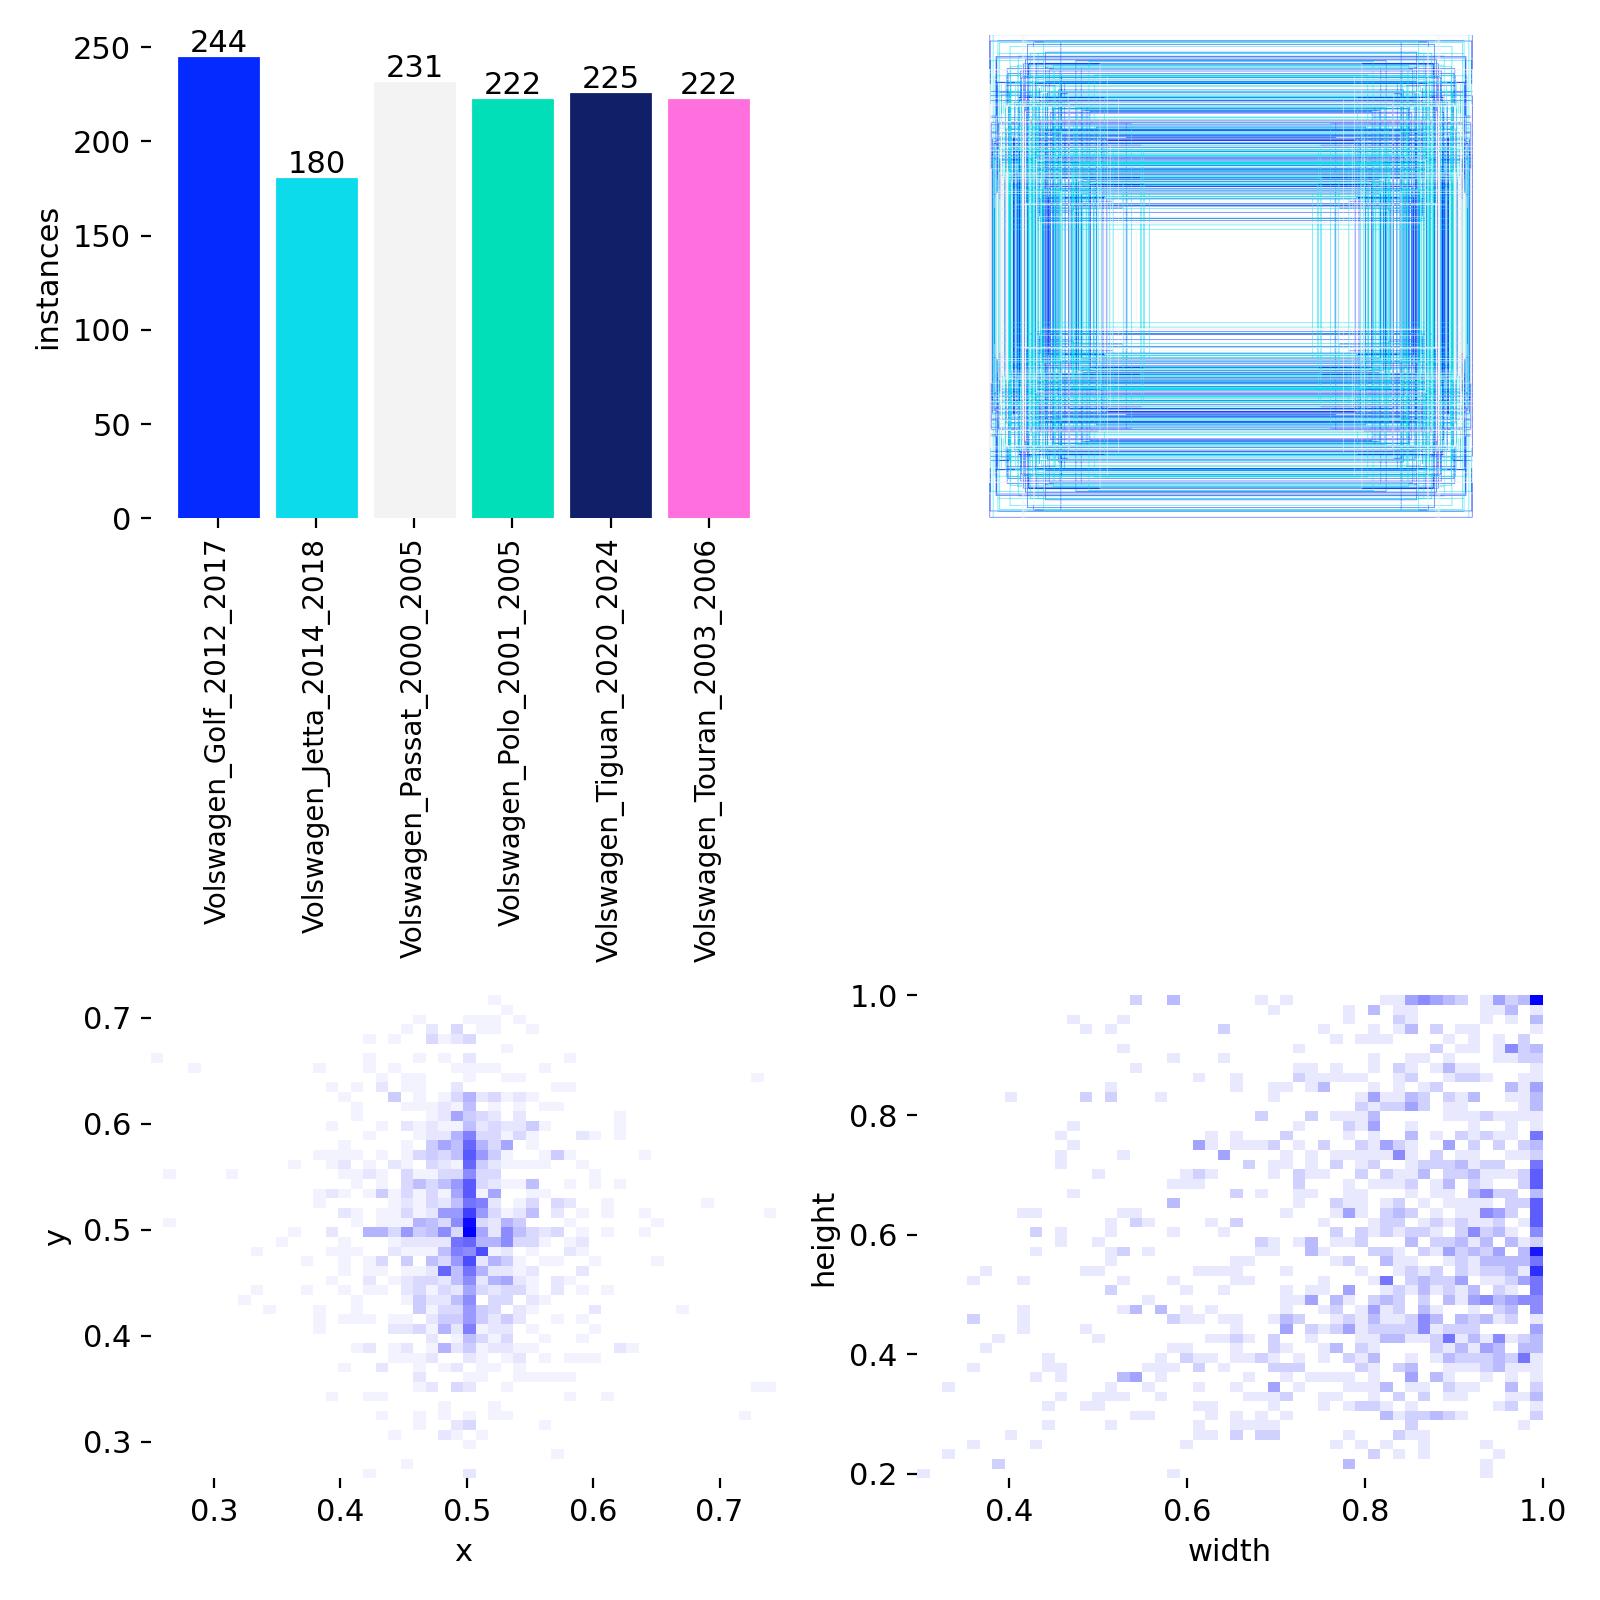 250
200
150
100
50
0
instances
244
180
231
222
225
222
Volswagen_Golf_2012_2017
Volswagen_Jetta_2014_2018
Volswagen_Passat_2000_2005
Volswagen_Polo_2001_2005
Volswagen_Tiguan_2020_2024
Volswagen_Touran_2003_2006
0.7
0.6
0.5
0.4
0.3
y
0.3
0.4
0.5
0.6
0.7
x
1.0
0.8
0.6
0.4
0.2
height
0.4
0.6
0.8
1.0
width